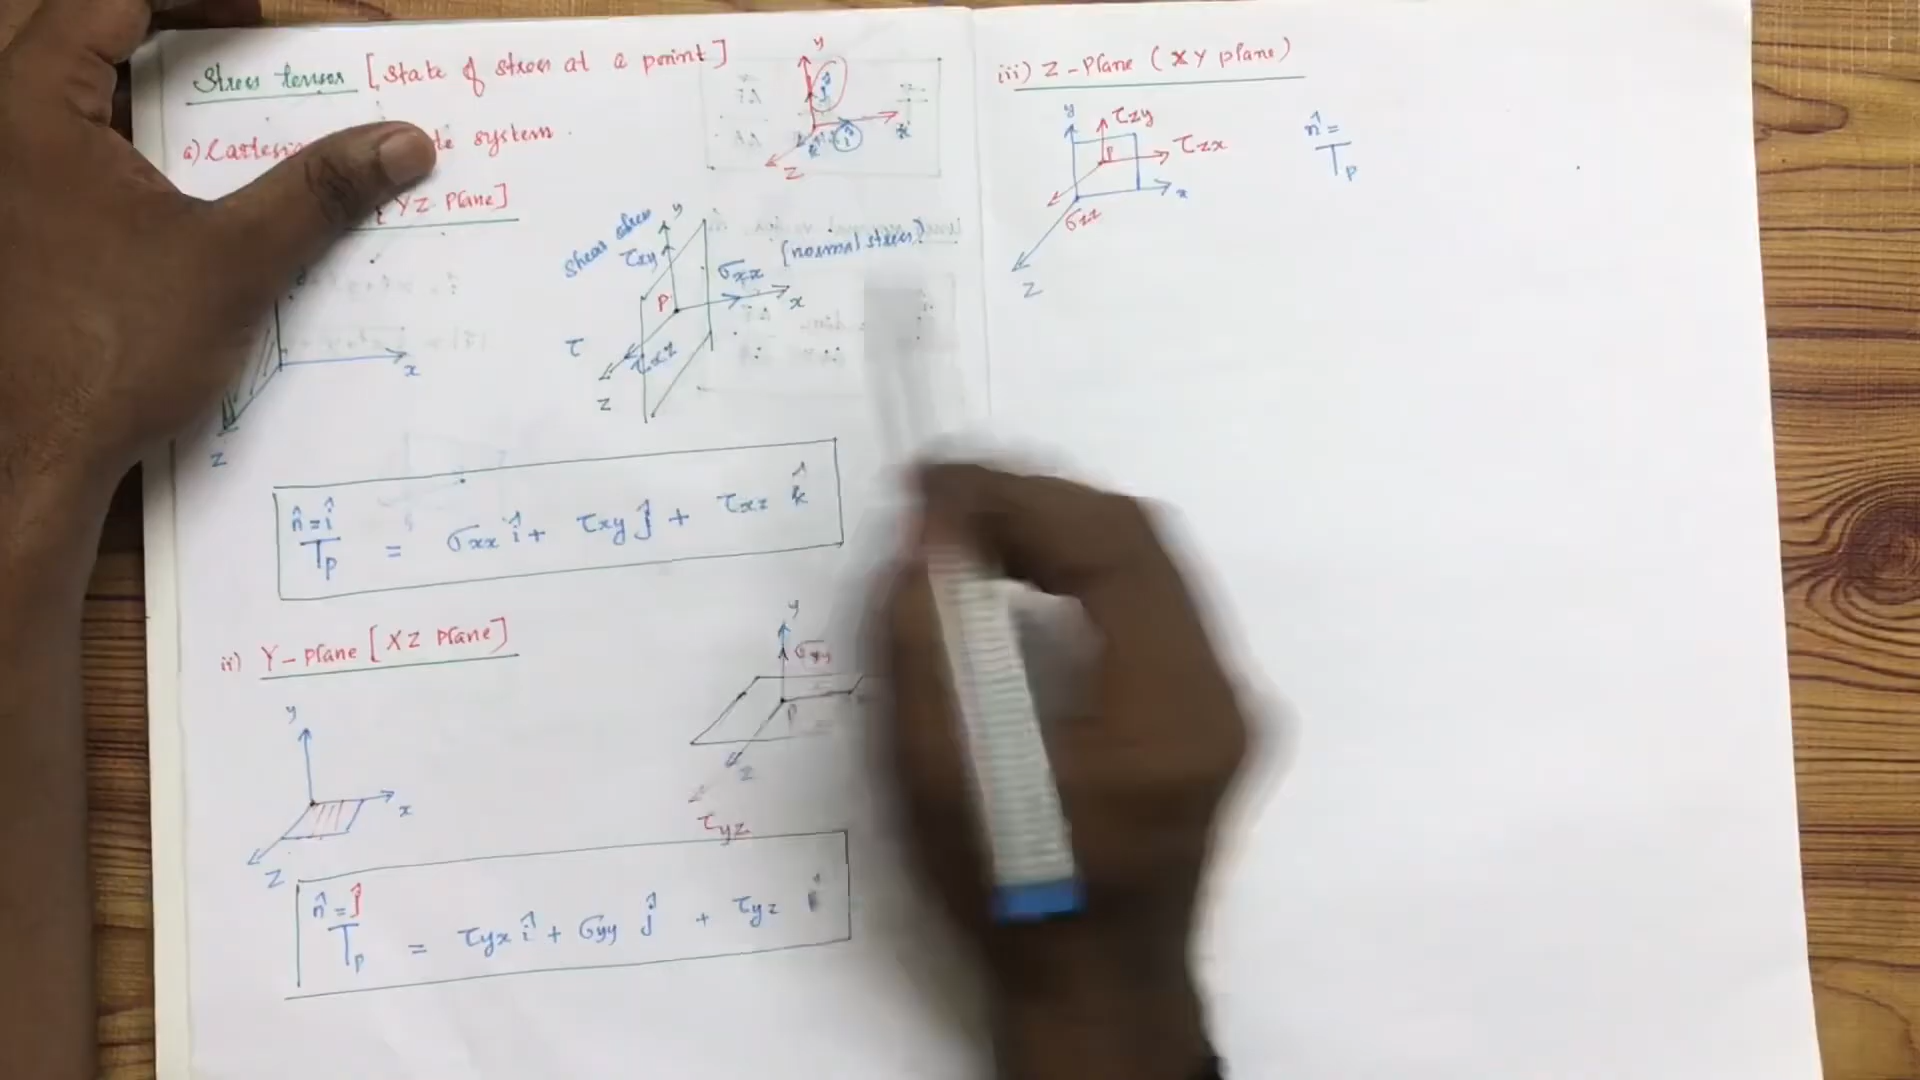 Stress tensor [State of stress at a point]
a) Cartesia te system
YZ Plane]
y
ĵ
î
k̂
x
z
shear stress
y
τxy
σxx
(normal stress)
P
x
τ
τxz
z
x
z
n̂ = î
Tp = σxx î + τxy ĵ + τxz k̂
ii) Y-Plane [XZ Plane]
y
x
z
y
P
z
τyz
n̂ = ĵ
Tp = τyx î + σyy ĵ + τyz
iii) Z-Plane (XY plane)
y
τzy
P
τzx
x
σzz
z
n̂ =
Tp